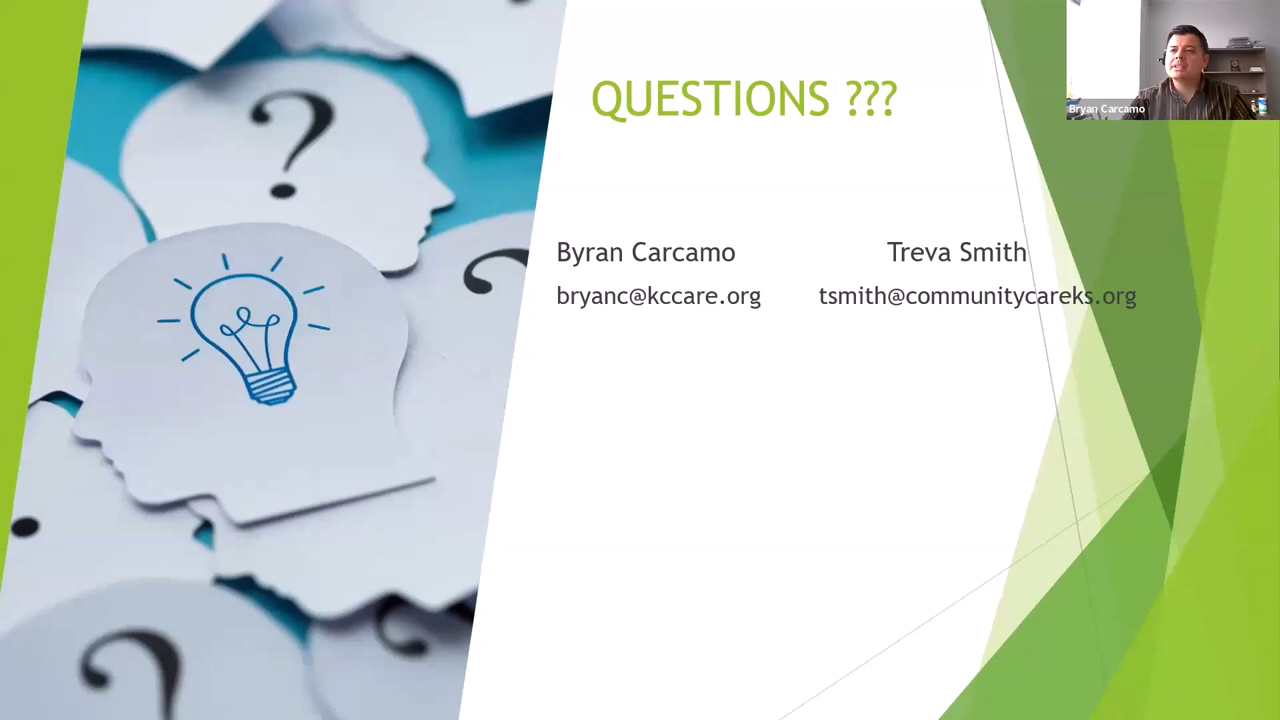 QUESTIONS ???
Bryan Carcamo
Byran Carcamo Treva Smith
bryanc@kccare.org tsmith@communitycareks.org